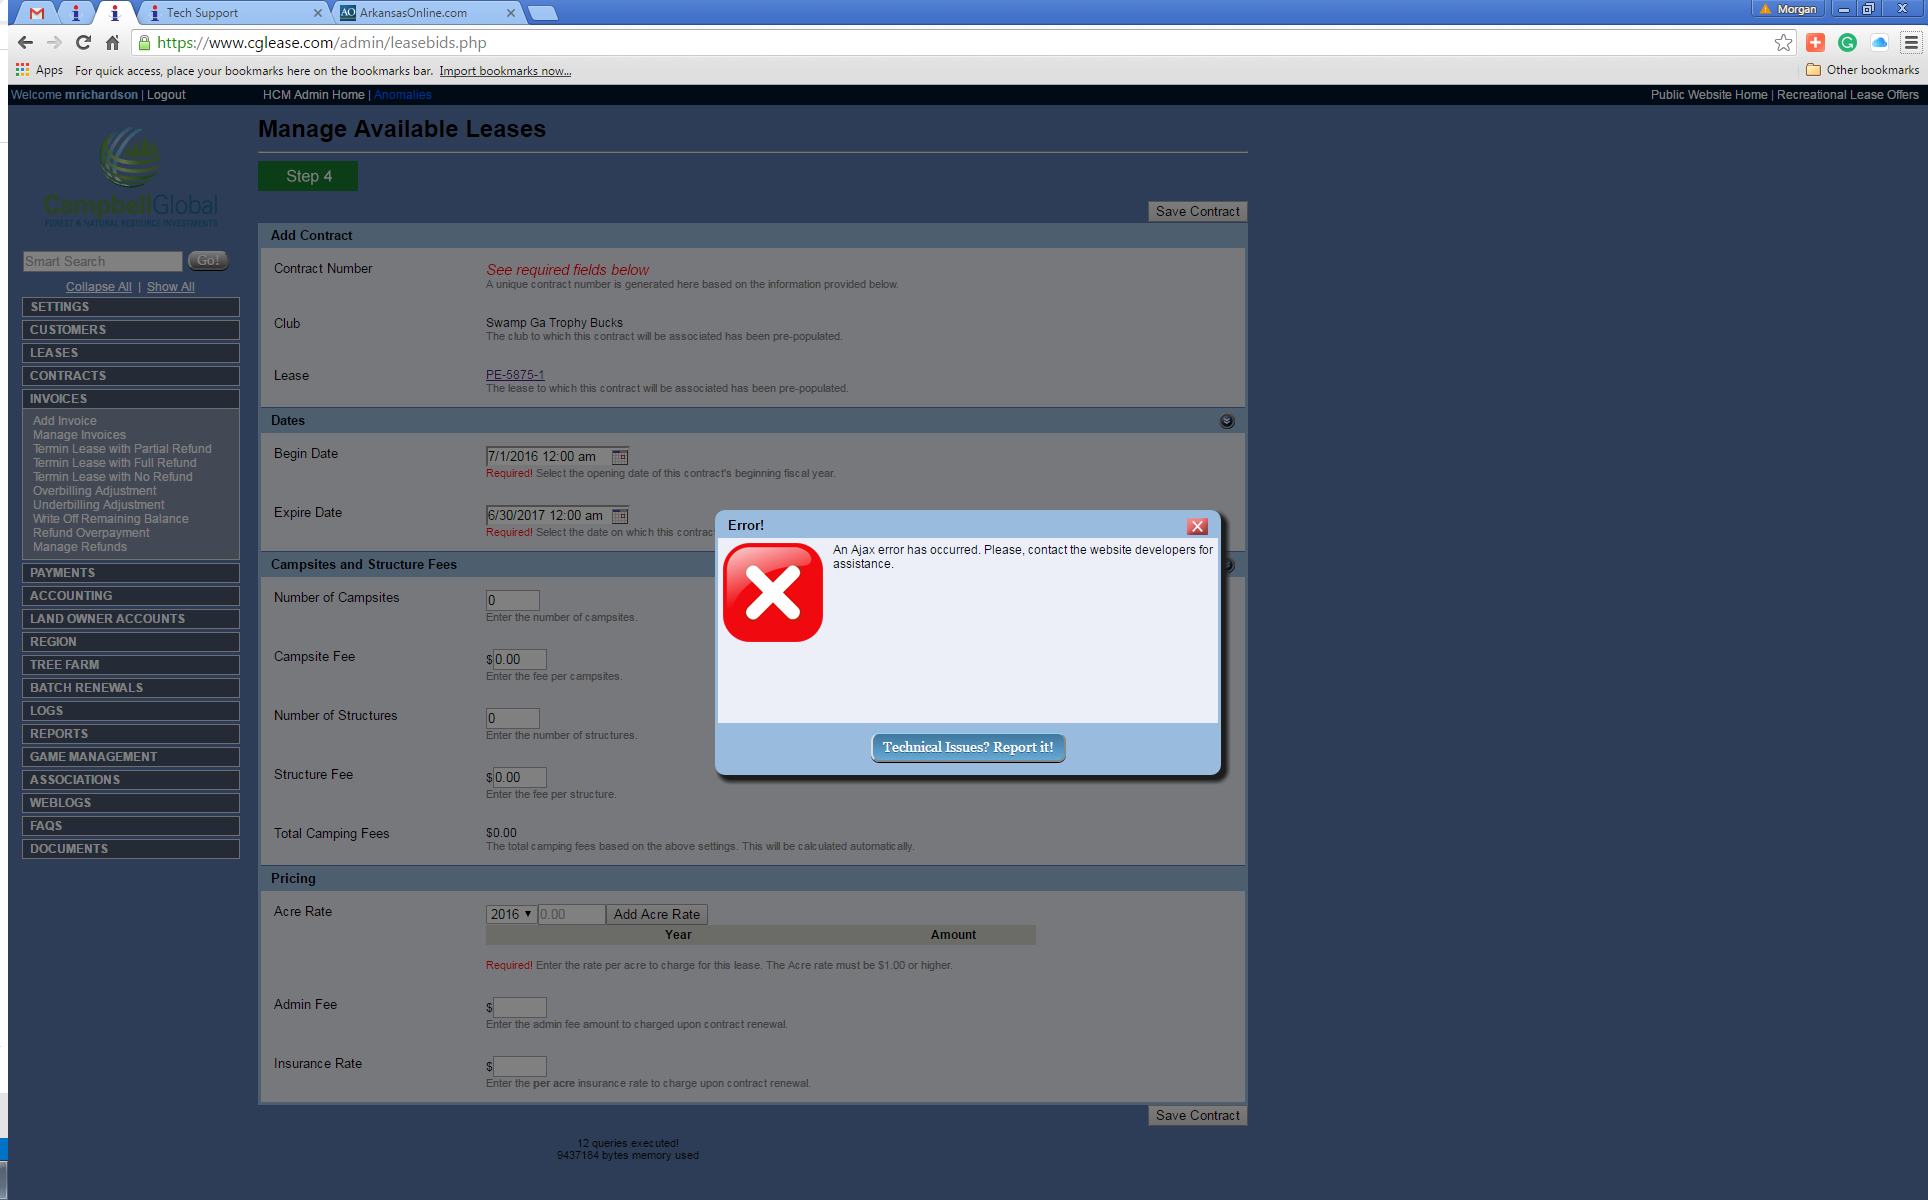 Tech Support
AO ArkansasOnline.com
Morgan
https://www.cglease.com/admin/leasebids.php
Apps For quick access, place your bookmarks here on the bookmarks bar. Import bookmarks now...
Other bookmarks
Welcome mrichardson | Logout
HCM Admin Home | Anomalies
Public Website Home | Recreational Lease Offers
CampbellGlobal
FOREST & NATURAL RESOURCE INVESTMENTS
Smart Search Go!
Collapse All | Show All
SETTINGS
CUSTOMERS
LEASES
CONTRACTS
INVOICES
Add Invoice
Manage Invoices
Termin Lease with Partial Refund
Termin Lease with Full Refund
Termin Lease with No Refund
Overbilling Adjustment
Underbilling Adjustment
Write Off Remaining Balance
Refund Overpayment
Manage Refunds
PAYMENTS
ACCOUNTING
LAND OWNER ACCOUNTS
REGION
TREE FARM
BATCH RENEWALS
LOGS
REPORTS
GAME MANAGEMENT
ASSOCIATIONS
WEBLOGS
FAQS
DOCUMENTS
Manage Available Leases
Step 4
Save Contract
Add Contract
Contract Number
See required fields below
A unique contract number is generated here based on the information provided below.
Club
Swamp Ga Trophy Bucks
The club to which this contract will be associated has been pre-populated.
Lease
PE-5875-1
The lease to which this contract will be associated has been pre-populated.
Dates
Begin Date
7/1/2016 12:00 am
Required! Select the opening date of this contract's beginning fiscal year.
Expire Date
6/30/2017 12:00 am
Required! Select the date on which this contrac
Campsites and Structure Fees
Number of Campsites
0
Enter the number of campsites.
Campsite Fee
$0.00
Enter the fee per campsites.
Number of Structures
0
Enter the number of structures.
Structure Fee
$0.00
Enter the fee per structure.
Total Camping Fees
$0.00
The total camping fees based on the above settings. This will be calculated automatically.
Pricing
Acre Rate
2016 0.00 Add Acre Rate
Year Amount
Required! Enter the rate per acre to charge for this lease. The Acre rate must be $1.00 or higher.
Admin Fee
$
Enter the admin fee amount to charged upon contract renewal.
Insurance Rate
$
Enter the per acre insurance rate to charge upon contract renewal.
Save Contract
12 queries executed!
9437184 bytes memory used
Error!
An Ajax error has occurred. Please, contact the website developers for
assistance.
Technical Issues? Report it!